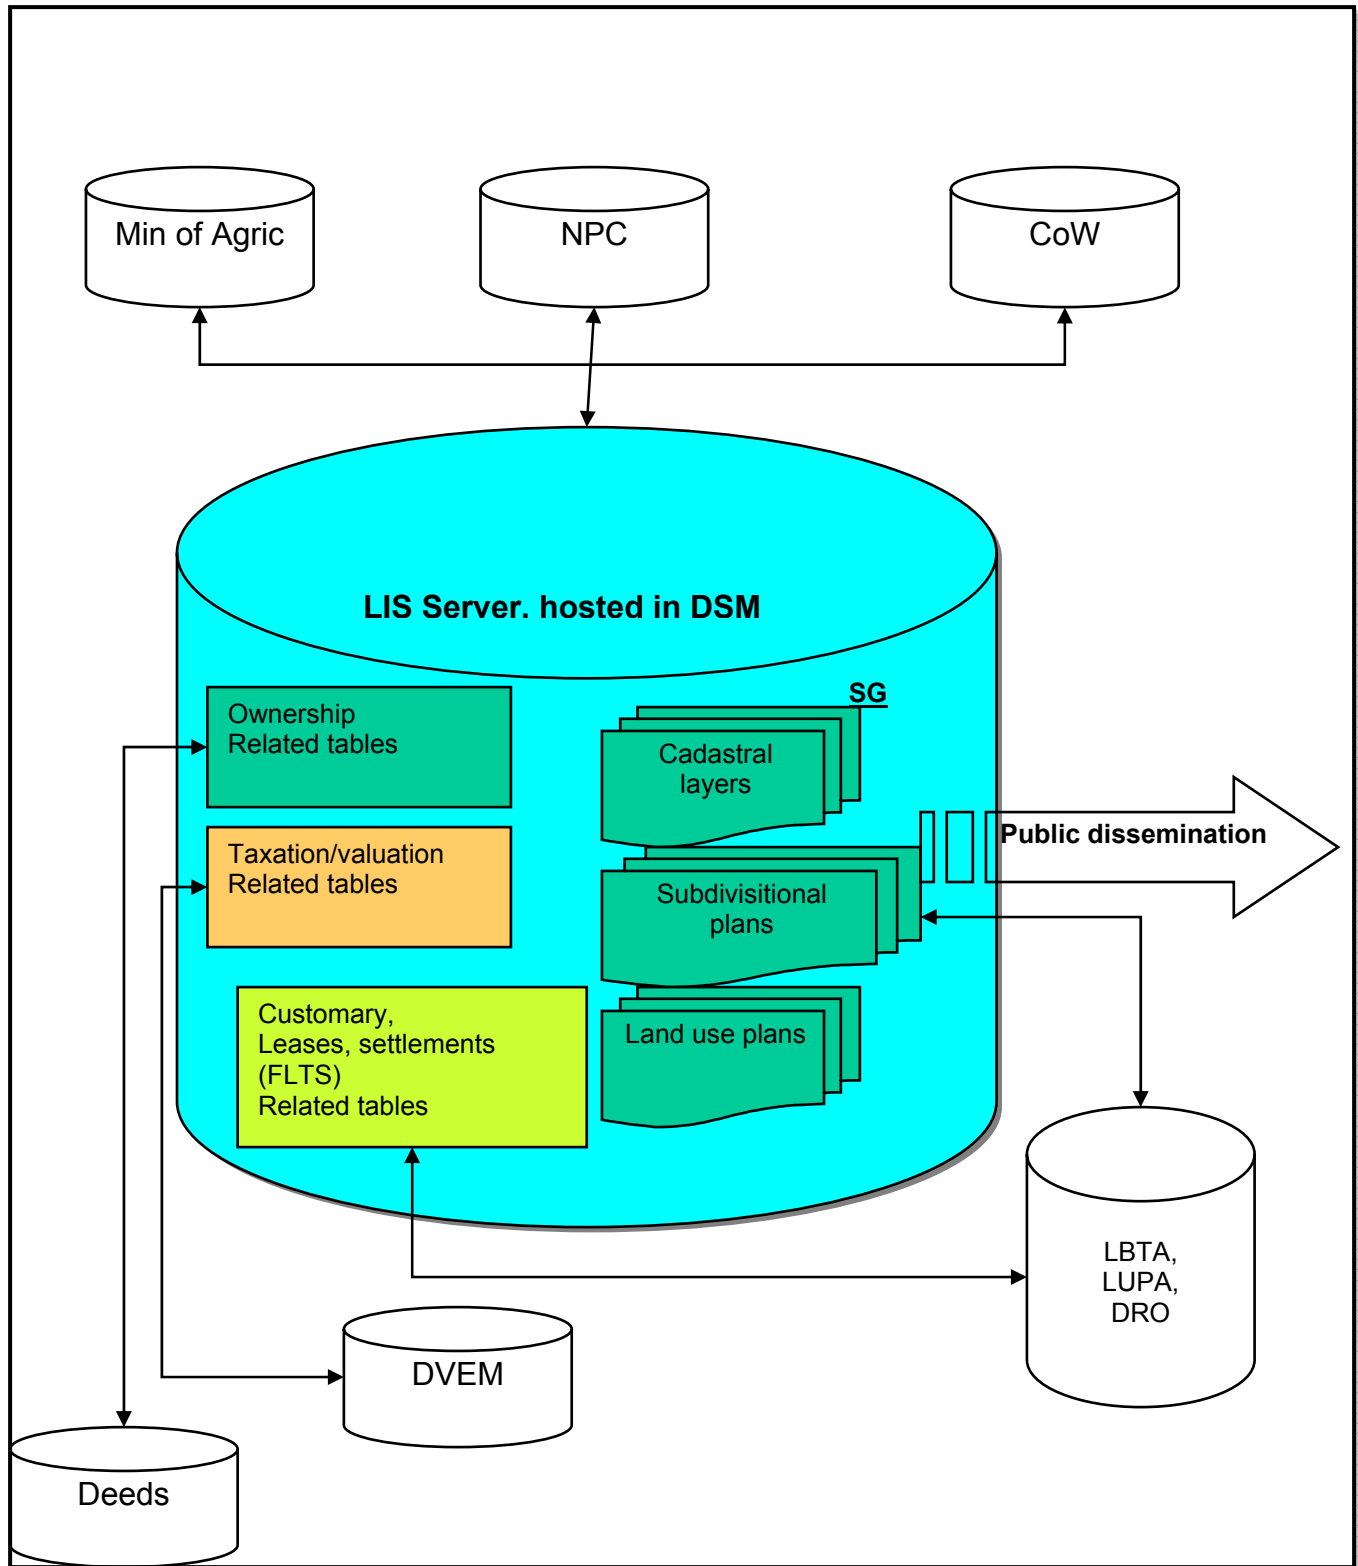 Min of Agric
NPC
CoW
LIS Server. hosted in DSM
SG
Ownership
Related tables
Cadastral
layers
Public dissemination
Taxation/valuation
Related tables
Subdivisitional
plans
Customary,
Leases, settlements
(FLTS)
Related tables
Land use plans
LBTA,
LUPA,
DRO
DVEM
Deeds